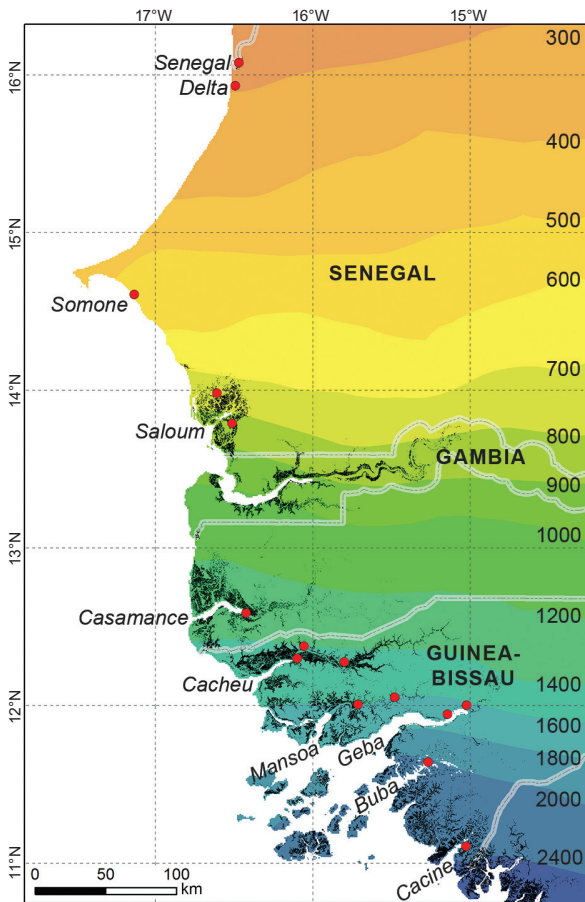 17°W
16°W
15°W
300
Senegal
16°N
Delta
400
500
15°N
SENEGAL
600
Somone
700
14°N
Saloum
800
GAMBIA
900
1000
13°N
Casamance
1200
GUINEA-
BISSAU
Cacheu
1400
12°N
1600
Mansoa
Geba
1800
Buba
2000
11°N
2400
Cacine
0 50 100
km